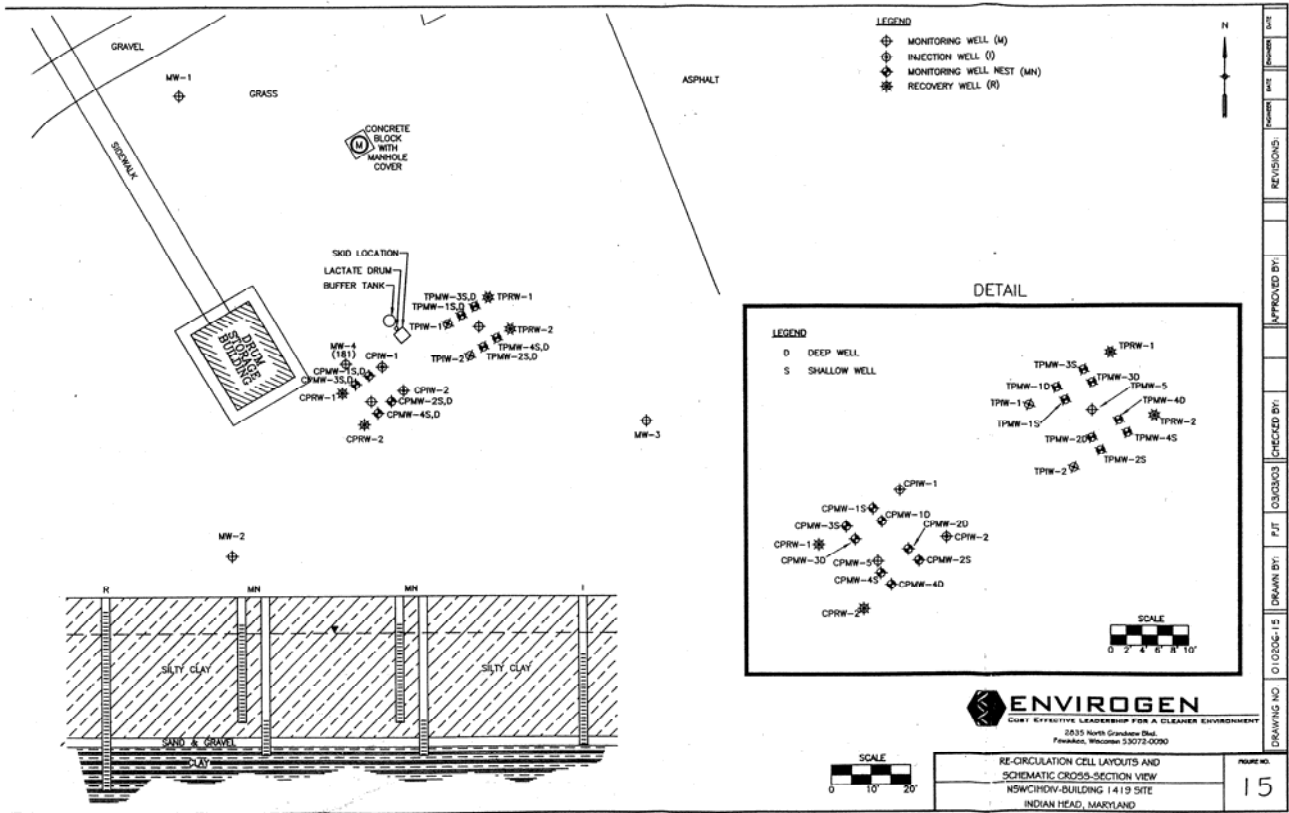 GRAVEL
MW-1
GRASS
SIDEWALK
M
CONCRETE
BLOCK
WITH
MANHOLE
COVER
ASPHALT
LEGEND
MONITORING WELL (M)
INJECTION WELL (I)
MONITORING WELL NEST (MN)
RECOVERY WELL (R)
N
SKID LOCATION
LACTATE DRUM
BUFFER TANK
TPMW-3S,D
TPRW-1
TPMW-1S,D
TPIW-1
TPRW-2
TPMW-4S,D
TPIW-2
TPMW-2S,D
DRUM
STORAGE
BUILDING
MW-4
(181)
CPIW-1
CPMW-1S,D
CPMW-3S,D
CPRW-1
CPIW-2
CPMW-2S,D
CPMW-4S,D
CPRW-2
MW-3
MW-2
DETAIL
LEGEND
D DEEP WELL
S SHALLOW WELL
TPRW-1
TPMW-3S
TPMW-3D
TPMW-1D
TPMW-5
TPIW-1
TPMW-4D
TPMW-1S
TPRW-2
TPMW-2D
TPMW-4S
TPMW-2S
TPIW-2
CPIW-1
CPMW-1S
CPMW-1D
CPMW-3S
CPMW-2D
CPRW-1
CPIW-2
CPMW-3D
CPMW-5
CPMW-2S
CPMW-4S
CPMW-4D
CPRW-2
SCALE
0 2' 4' 6' 8' 10'
R MN MN I
SILTY CLAY
SILTY CLAY
SAND & GRAVEL
CLAY
ENVIROGEN
COST EFFECTIVE LEADERSHIP FOR A CLEANER ENVIRONMENT
2835 North Grandview Blvd.
Pewaukee, Wisconsin 53072-0090
SCALE
0 10' 20'
RE-CIRCULATION CELL LAYOUTS AND
SCHEMATIC CROSS-SECTION VIEW
NSWCIHDIV-BUILDING 1419 SITE
INDIAN HEAD, MARYLAND
FIGURE NO.
15
DRAWING NO 010206-15
DRAWN BY: PJT 03/03/03
CHECKED BY:
APPROVED BY:
REVISIONS:
ENGINEER DATE
ENGINEER DATE